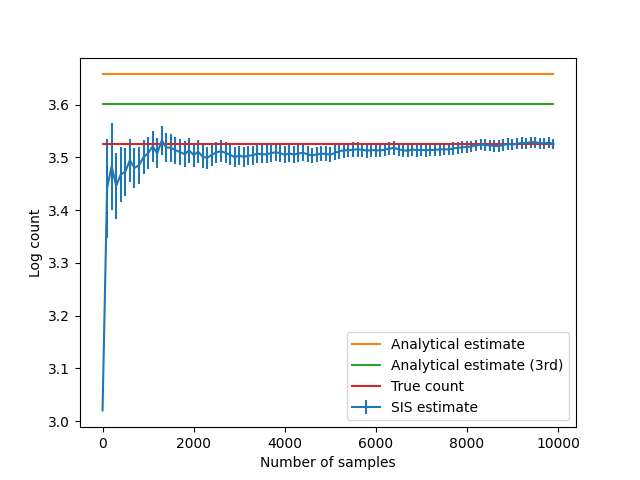 3.6
3.5
3.4
3.3
3.2
3.1
3.0
Log count
Analytical estimate
Analytical estimate (3rd)
True count
SIS estimate
0 2000 4000 6000 8000 10000
Number of samples